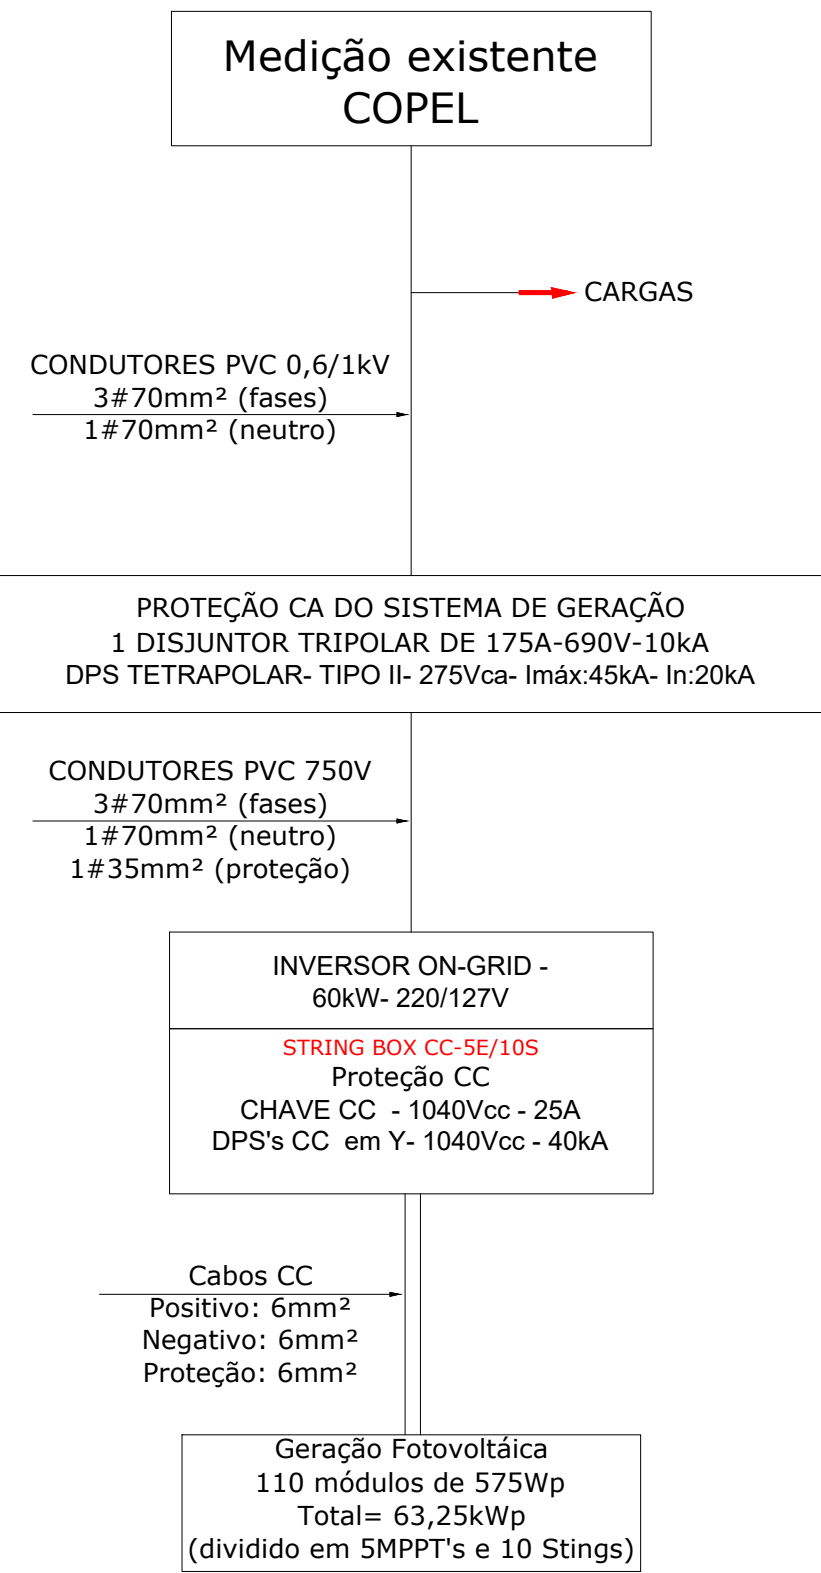 Medição existente
COPEL
CARGAS
CONDUTORES PVC 0,6/1kV
3#70mm² (fases)
1#70mm² (neutro)
PROTEÇÃO CA DO SISTEMA DE GERAÇÃO
1 DISJUNTOR TRIPOLAR DE 175A-690V-10kA
DPS TETRAPOLAR- TIPO II- 275Vca- Imáx:45kA- In:20kA
CONDUTORES PVC 750V
3#70mm² (fases)
1#70mm² (neutro)
1#35mm² (proteção)
INVERSOR ON-GRID -
60kW- 220/127V
STRING BOX CC-5E/10S
Proteção CC
CHAVE CC - 1040Vcc - 25A
DPS's CC em Y- 1040Vcc - 40kA
Cabos CC
Positivo: 6mm²
Negativo: 6mm²
Proteção: 6mm²
Geração Fotovoltáica
110 módulos de 575Wp
Total= 63,25kWp
(dividido em 5MPPT's e 10 Stings)